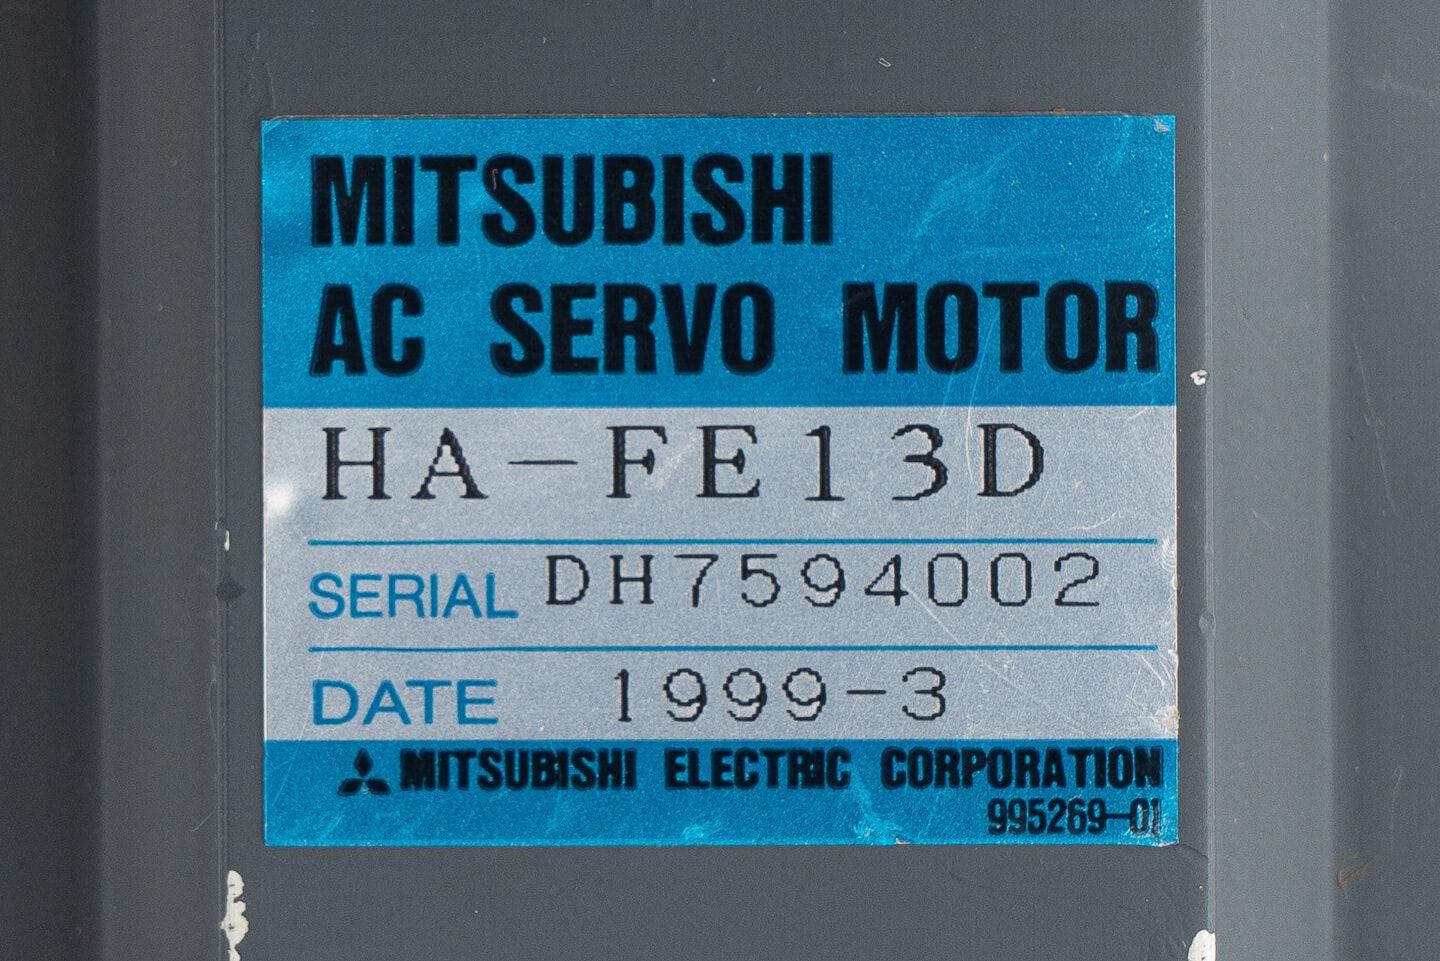 MITSUBISHI
AC SERVO MOTOR
HA-FE13D
SERIAL DH7594002
DATE 1999-3
MITSUBISHI ELECTRIC CORPORATION
995269-01